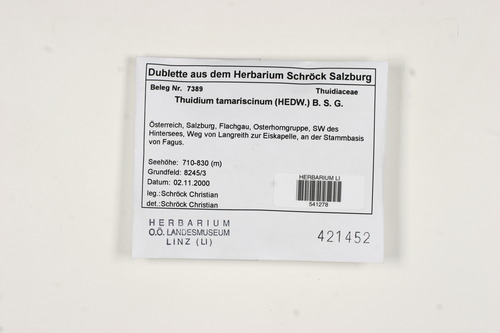 Dublette aus dem Herbarium Schröck Salzburg
Beleg Nr. 7389 Thuidiaceae
Thuidium tamariscinum (HEDW.) B. S. G.
Österreich, Salzburg, Flachgau, Osterhorngruppe, SW des
Hintersees, Weg von Langreith zur Eiskapelle, an der Stammbasis
von Fagus.
Seehöhe: 710-830 (m)
Grundfeld: 8245/3
Datum: 02.11.2000
leg.:Schröck Christian
det.:Schröck Christian
HERBARIUM LI
541278
HERBARIUM
O.Ö. LANDESMUSEUM
LINZ (LI)
421452